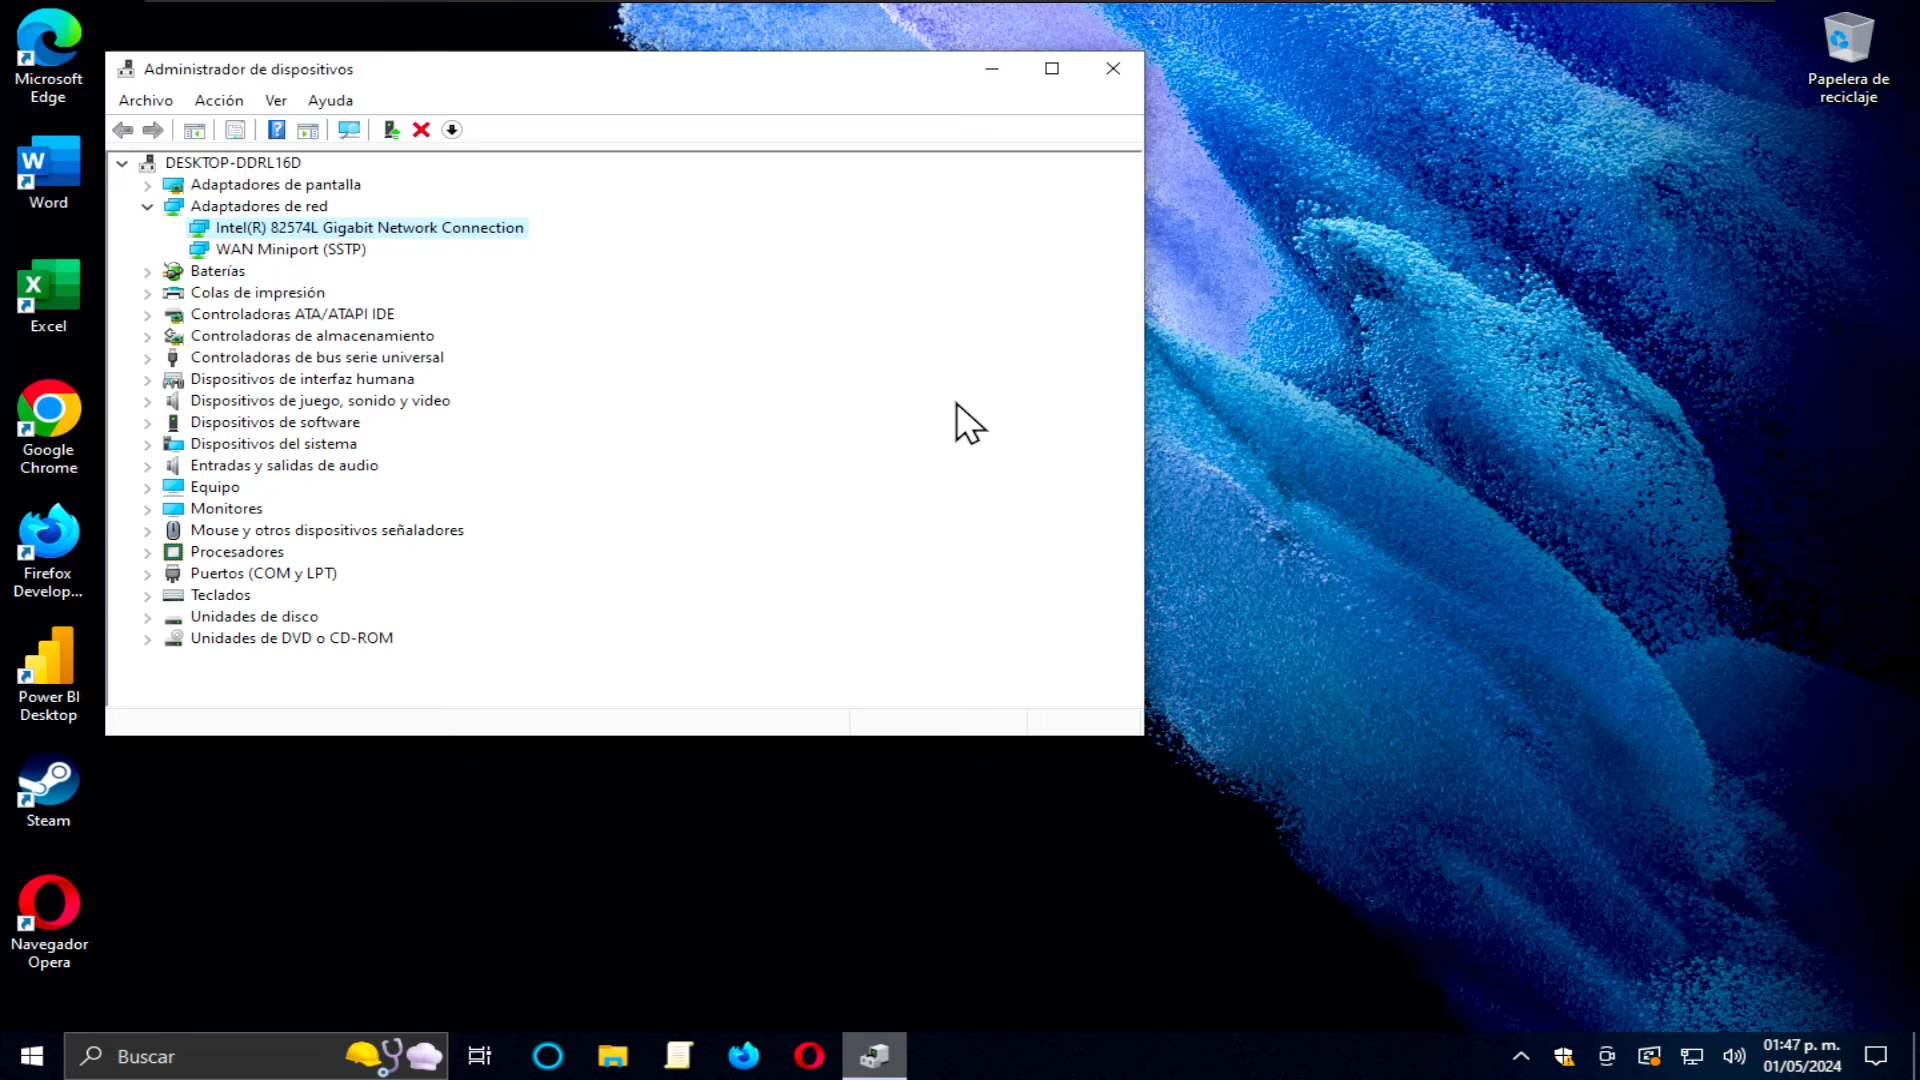 Microsoft
Edge
Word
Excel
Google
Chrome
Firefox
Develop...
Power BI
Desktop
Steam
Navegador
Opera
Papelera de
reciclaje
Administrador de dispositivos
Archivo Acción Ver Ayuda
DESKTOP-DDRL16D
Adaptadores de pantalla
Adaptadores de red
Intel(R) 82574L Gigabit Network Connection
WAN Miniport (SSTP)
Baterías
Colas de impresión
Controladoras ATA/ATAPI IDE
Controladoras de almacenamiento
Controladoras de bus serie universal
Dispositivos de interfaz humana
Dispositivos de juego, sonido y video
Dispositivos de software
Dispositivos del sistema
Entradas y salidas de audio
Equipo
Monitores
Mouse y otros dispositivos señaladores
Procesadores
Puertos (COM y LPT)
Teclados
Unidades de disco
Unidades de DVD o CD-ROM
Buscar
01:47 p. m.
01/05/2024